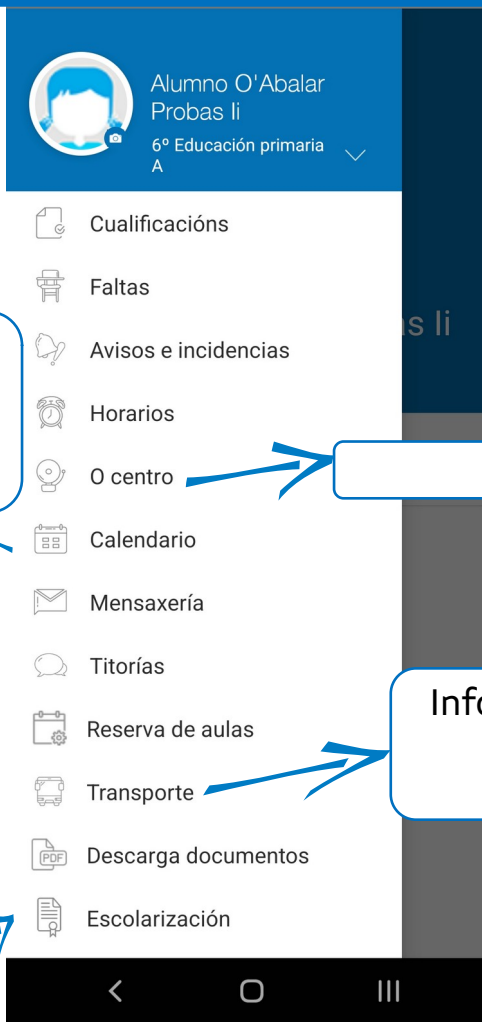 Alumno O'Abalar
Probas Ii
6º Educación primaria
A
Cualificacións
Faltas
Avisos e incidencias
Horarios
O centro
Calendario
Mensaxería
Titorías
Reserva de aulas
Transporte
PDF
Descarga documentos
Escolarización